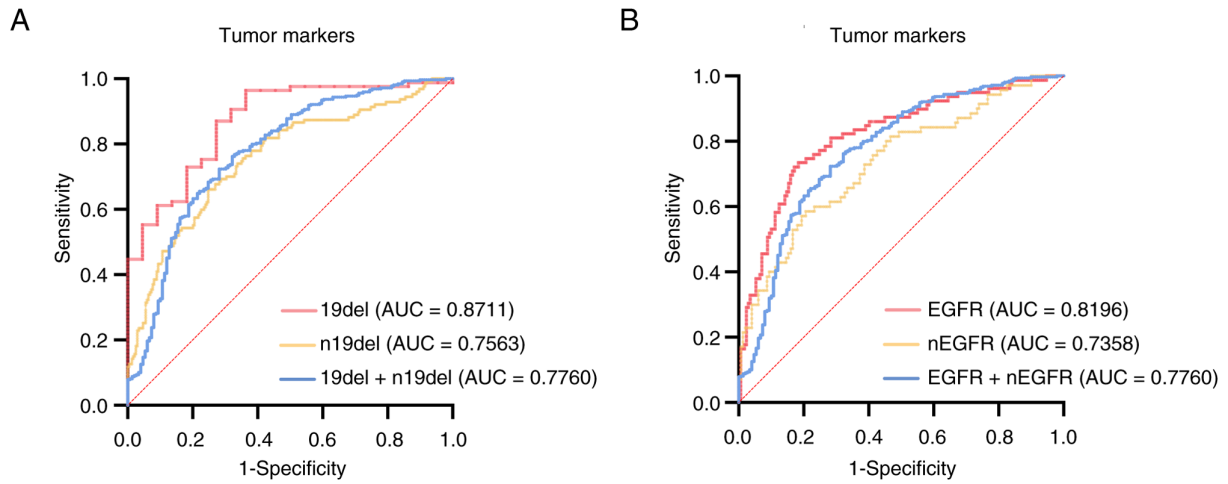 A
Tumor markers
1.0
0.8
0.6
0.4
0.2
0.0
Sensitivity
19del (AUC = 0.8711)
n19del (AUC = 0.7563)
19del + n19del (AUC = 0.7760)
0.0 0.2 0.4 0.6 0.8 1.0
1-Specificity
B
Tumor markers
1.0
0.8
0.6
0.4
0.2
0.0
Sensitivity
EGFR (AUC = 0.8196)
nEGFR (AUC = 0.7358)
EGFR + nEGFR (AUC = 0.7760)
0.0 0.2 0.4 0.6 0.8 1.0
1-Specificity